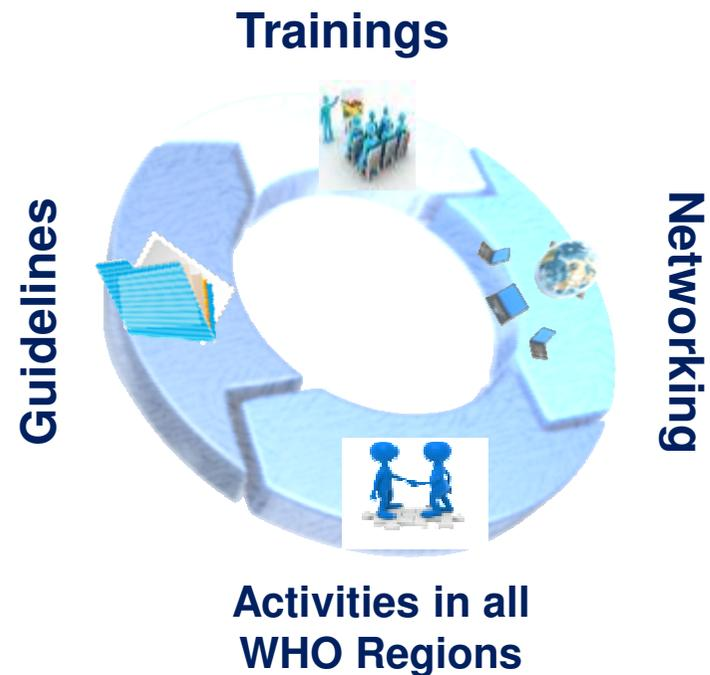 Trainings
Guidelines
Networking
Activities in all
WHO Regions